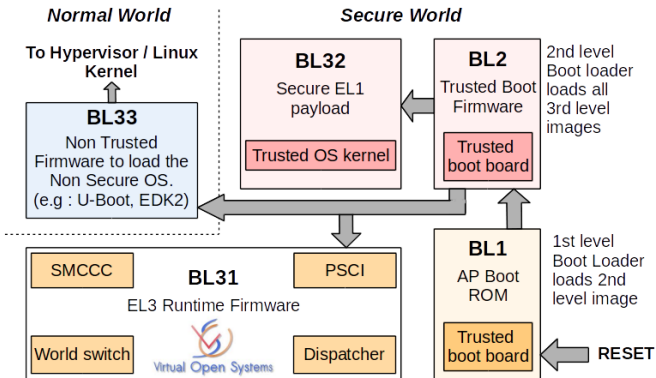 Normal World
Secure World
To Hypervisor / Linux
Kernel
BL33
Non Trusted
Firmware to load the
Non Secure OS.
(e.g : U-Boot, EDK2)
BL32
Secure EL1
payload
Trusted OS kernel
BL2
Trusted Boot
Firmware
Trusted
boot board
2nd level
Boot loader
loads all
3rd level
images
SMCCC
BL31
PSCI
EL3 Runtime Firmware
World switch
Virtual Open Systems
Dispatcher
BL1
AP Boot
ROM
Trusted
boot board
1st level
Boot Loader
loads 2nd
level image
RESET